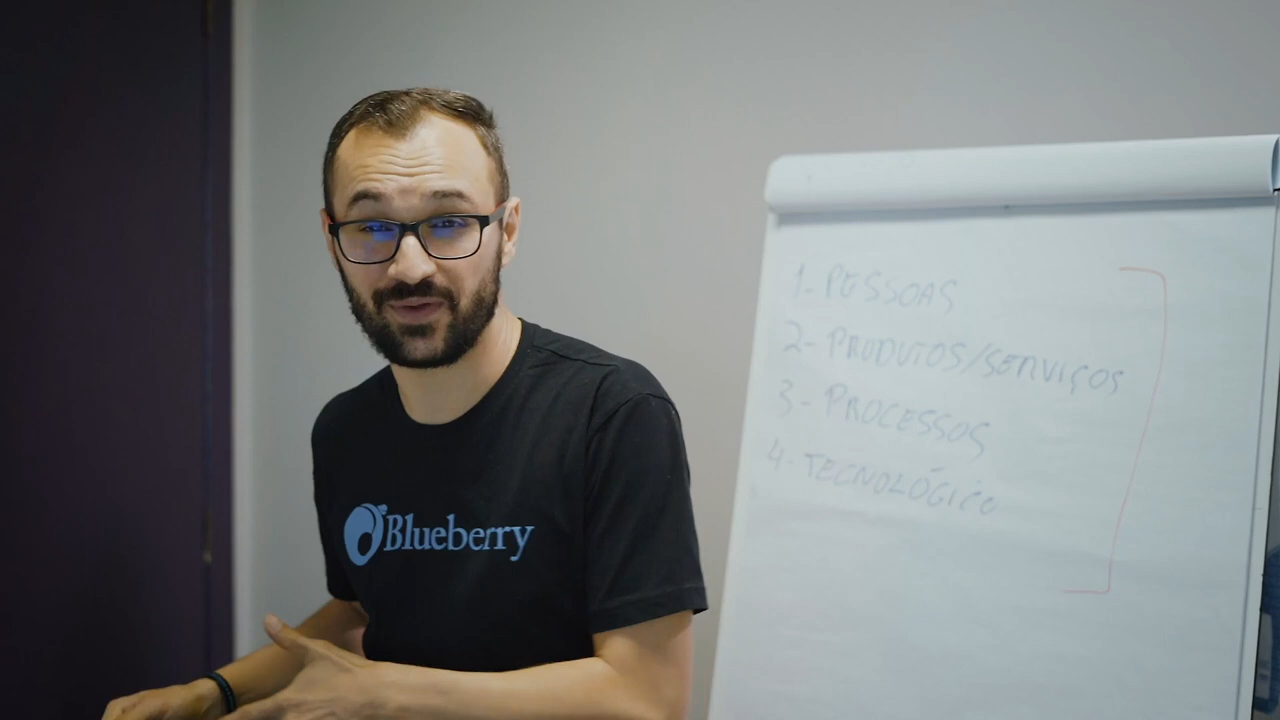 Blueberry
1- PESSOAS
2- PRODUTOS/SERVIÇOS
3- PROCESSOS
4- TECNOLÓGICO